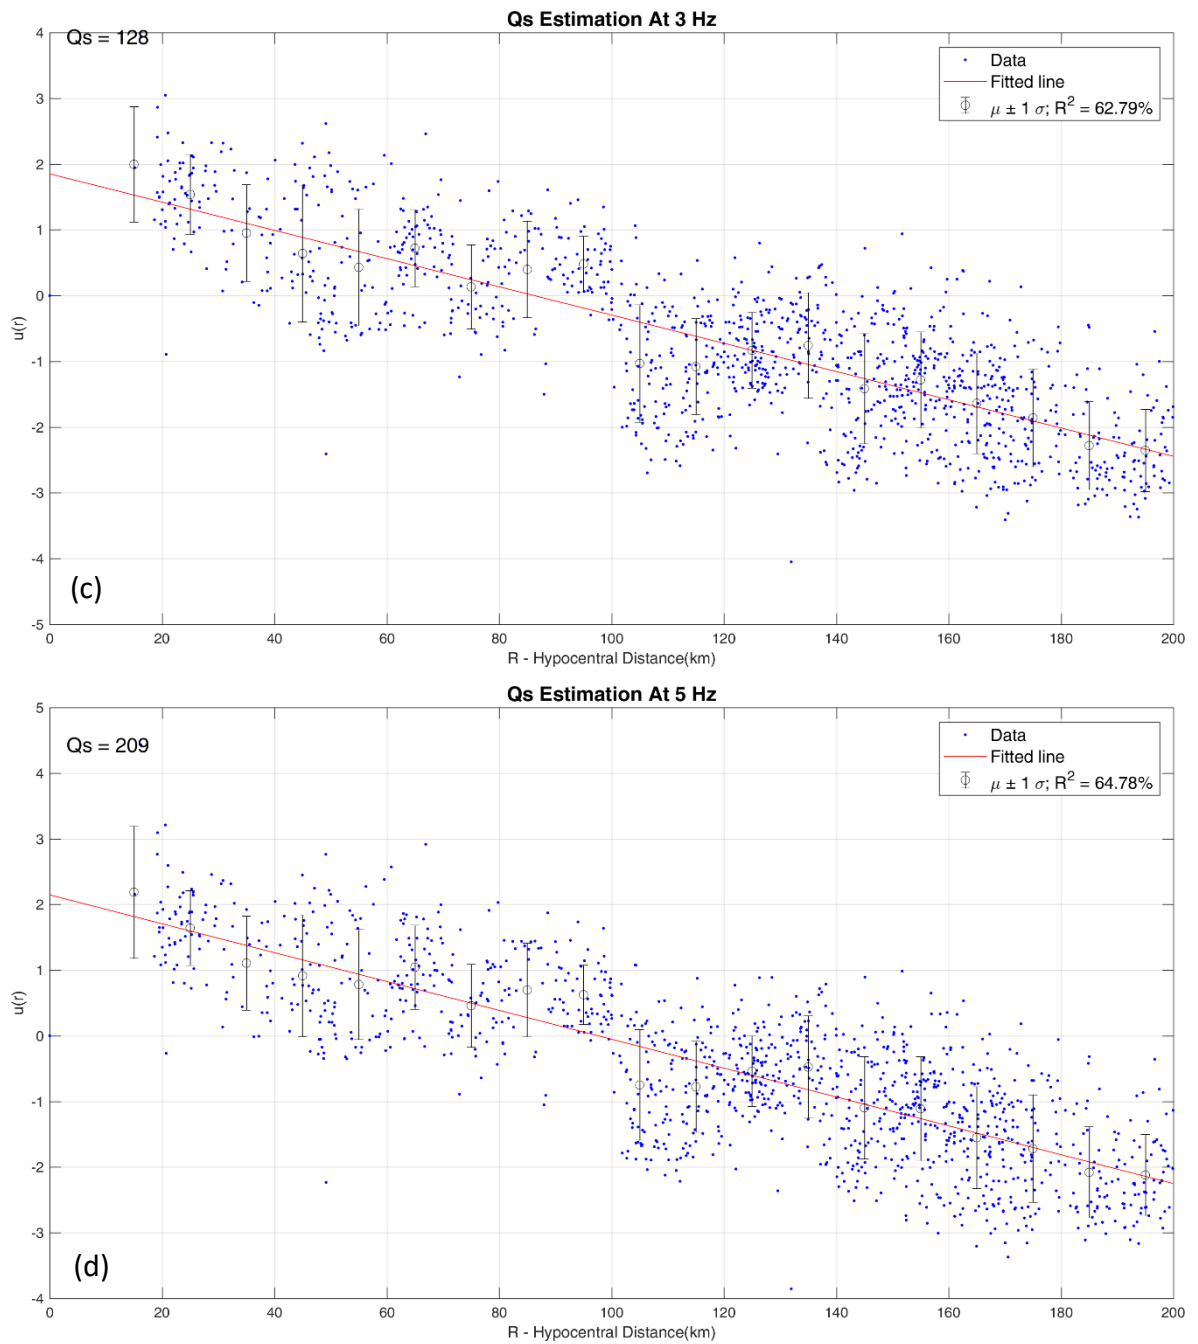 Qs Estimation At 3 Hz
Qs = 128
Data
Fitted line
μ ± 1 σ; R² = 62.79%
4
3
2
1
0
-1
-2
-3
-4
-5
u(r)
(c)
0 20 40 60 80 100 120 140 160 180 200
R - Hypocentral Distance(km)
Qs Estimation At 5 Hz
Qs = 209
Data
Fitted line
μ ± 1 σ; R² = 64.78%
5
4
3
2
1
0
-1
-2
-3
-4
u(r)
(d)
0 20 40 60 80 100 120 140 160 180 200
R - Hypocentral Distance(km)